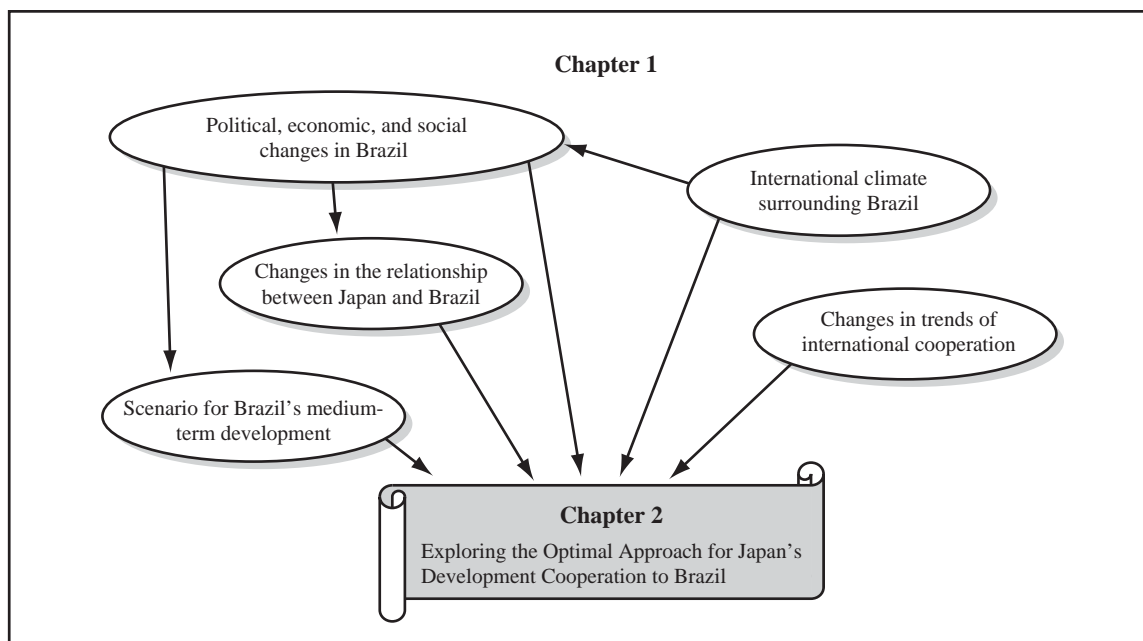 Chapter 1
Political, economic, and social
changes in Brazil
International climate
surrounding Brazil
Changes in the relationship
between Japan and Brazil
Changes in trends of
international cooperation
Scenario for Brazil’s medium-
term development
Chapter 2
Exploring the Optimal Approach for Japan’s
Development Cooperation to Brazil